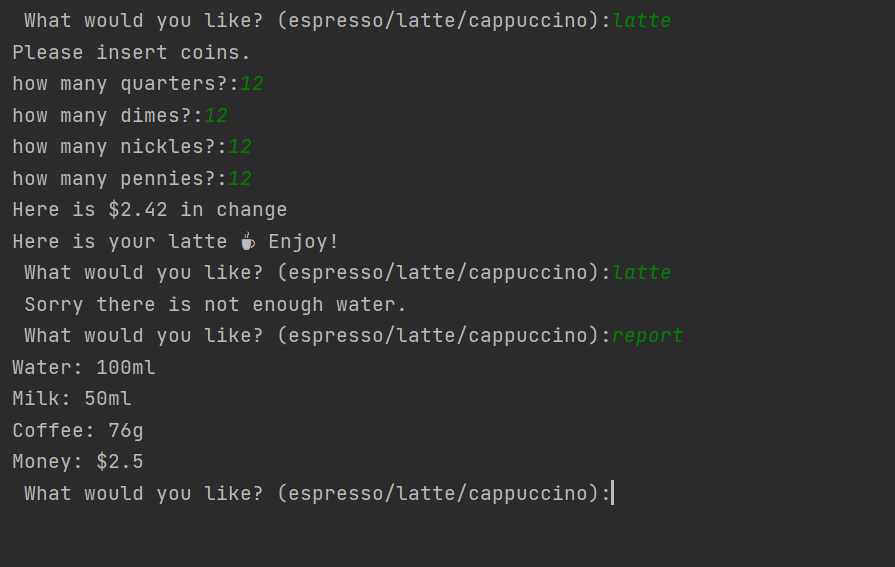 What would you like? (espresso/latte/cappuccino):latte
Please insert coins.
how many quarters?:12
how many dimes?:12
how many nickles?:12
how many pennies?:12
Here is $2.42 in change
Here is your latte ☕ Enjoy!
What would you like? (espresso/latte/cappuccino):latte
Sorry there is not enough water.
What would you like? (espresso/latte/cappuccino):report
Water: 100ml
Milk: 50ml
Coffee: 76g
Money: $2.5
What would you like? (espresso/latte/cappuccino):